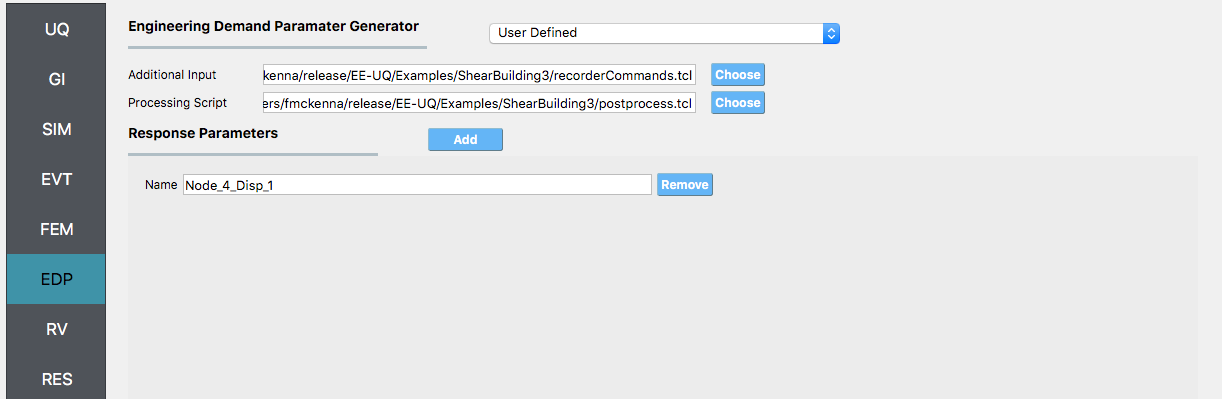 UQ
GI
SIM
EVT
FEM
EDP
RV
RES
Engineering Demand Paramater Generator
User Defined
Additional Input
kenna/release/EE-UQ/Examples/ShearBuilding3/recorderCommands.tcl
Choose
Processing Script
ers/fmckenna/release/EE-UQ/Examples/ShearBuilding3/postprocess.tcl
Choose
Response Parameters
Add
Name
Node_4_Disp_1
Remove